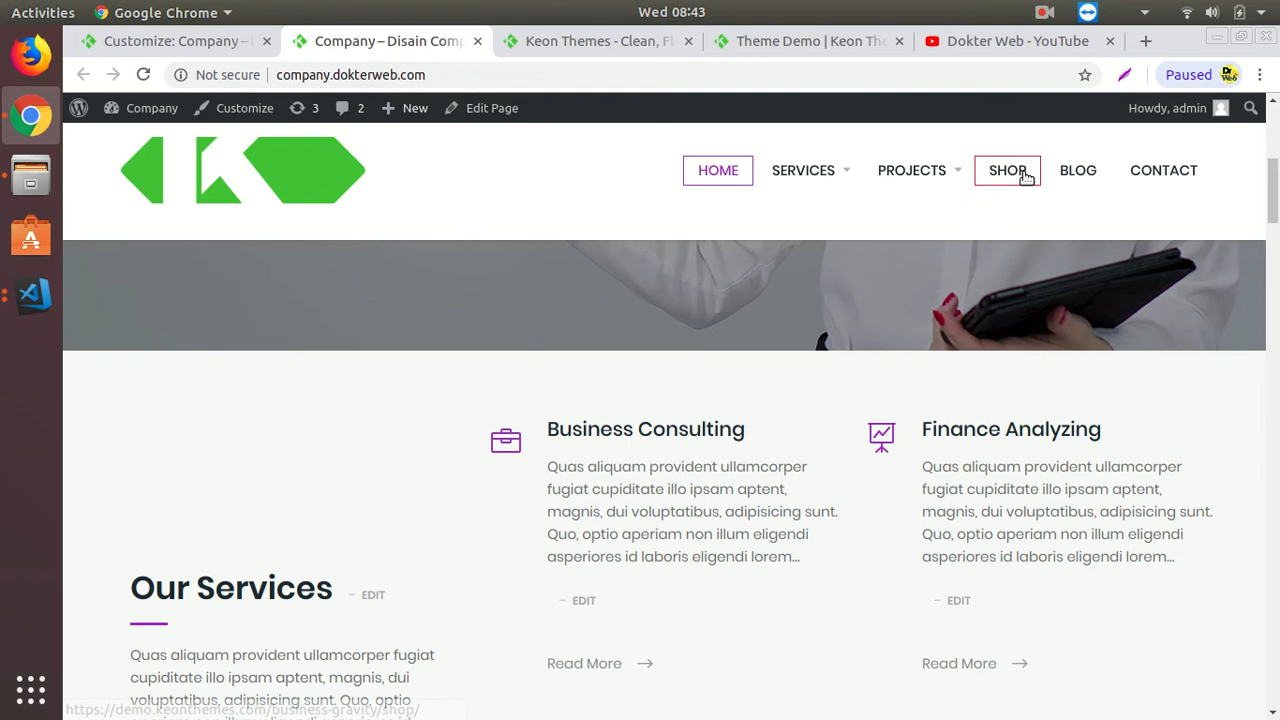 Activities
Google Chrome
Wed 08:43
Customize: Company –
Company – Disain Comp
Keon Themes - Clean, Fl
Theme Demo | Keon The
Dokter Web - YouTube
Not secure
company.dokterweb.com
Paused
Company
Customize
3
2
New
Edit Page
Howdy, admin
HOME
SERVICES
PROJECTS
SHOP
BLOG
CONTACT
Business Consulting
Quas aliquam provident ullamcorper
fugiat cupiditate illo ipsam aptent,
magnis, dui voluptatibus, adipisicing sunt.
Quo, optio aperiam non illum eligendi
asperiores id laboris eligendi lorem...
– EDIT
Read More
Finance Analyzing
Quas aliquam provident ullamcorper
fugiat cupiditate illo ipsam aptent,
magnis, dui voluptatibus, adipisicing sunt.
Quo, optio aperiam non illum eligendi
asperiores id laboris eligendi lorem...
– EDIT
Read More
Our Services
– EDIT
Quas aliquam provident ullamcorper fugiat
cupiditate illo ipsam aptent, magnis, dui
voluptatibus, adipisicing sunt. Quo, optio
https://demo.keonthemes.com/business-gravity/shop/